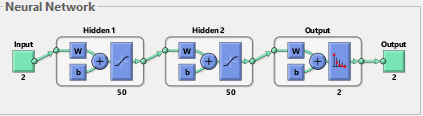 Neural Network
Hidden 1
Hidden 2
Output
Input
Output
W
W
W
b
b
b
+
+
+
2
50
50
2
2